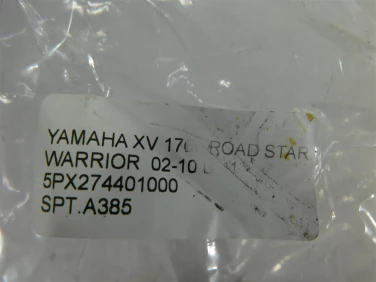 YAMAHA XV ROAD STAR
WARRIOR 02-10
5PX274401000
SPT.A385